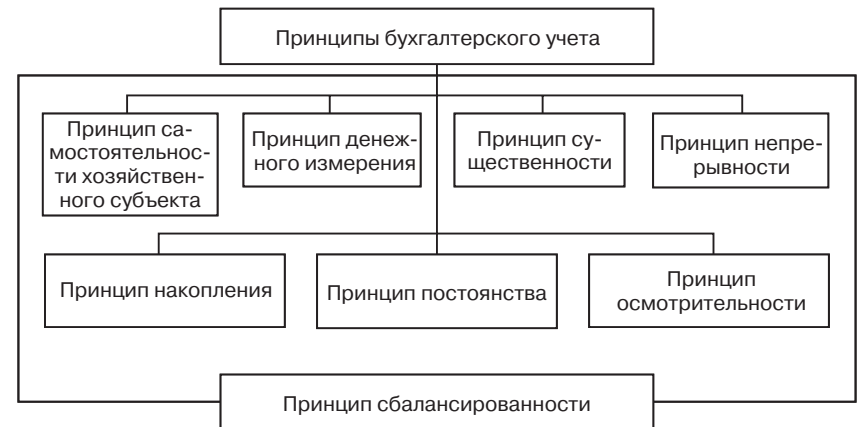 Принципы бухгалтерского учета
Принцип са-
мостоятельнос-
ти хозяйствен-
ного субъекта
Принцип денеж-
ного измерения
Принцип су-
щественности
Принцип непре-
рывности
Принцип накопления
Принцип постоянства
Принцип
осмотрительности
Принцип сбалансированности